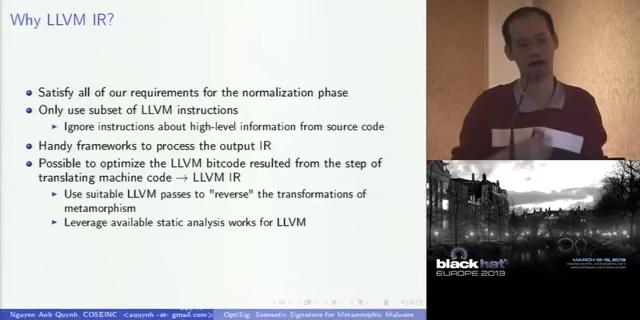 Why LLVM IR?
Satisfy all of our requirements for the normalization phase
Only use subset of LLVM instructions
Ignore instructions about high-level information from source code
Handy frameworks to process the output IR
Possible to optimize the LLVM bitcode resulted from the step of
translating machine code → LLVM IR
Use suitable LLVM passes to "reverse" the transformations of
metamorphism
Leverage available static analysis works for LLVM
black hat
EUROPE 2013
MARCH 12-15, 2013
Nguyen Anh Quynh, COSEINC <aquynh -at- gmail.com>
OptiSig Semantic Signature for Metamorphic Malware